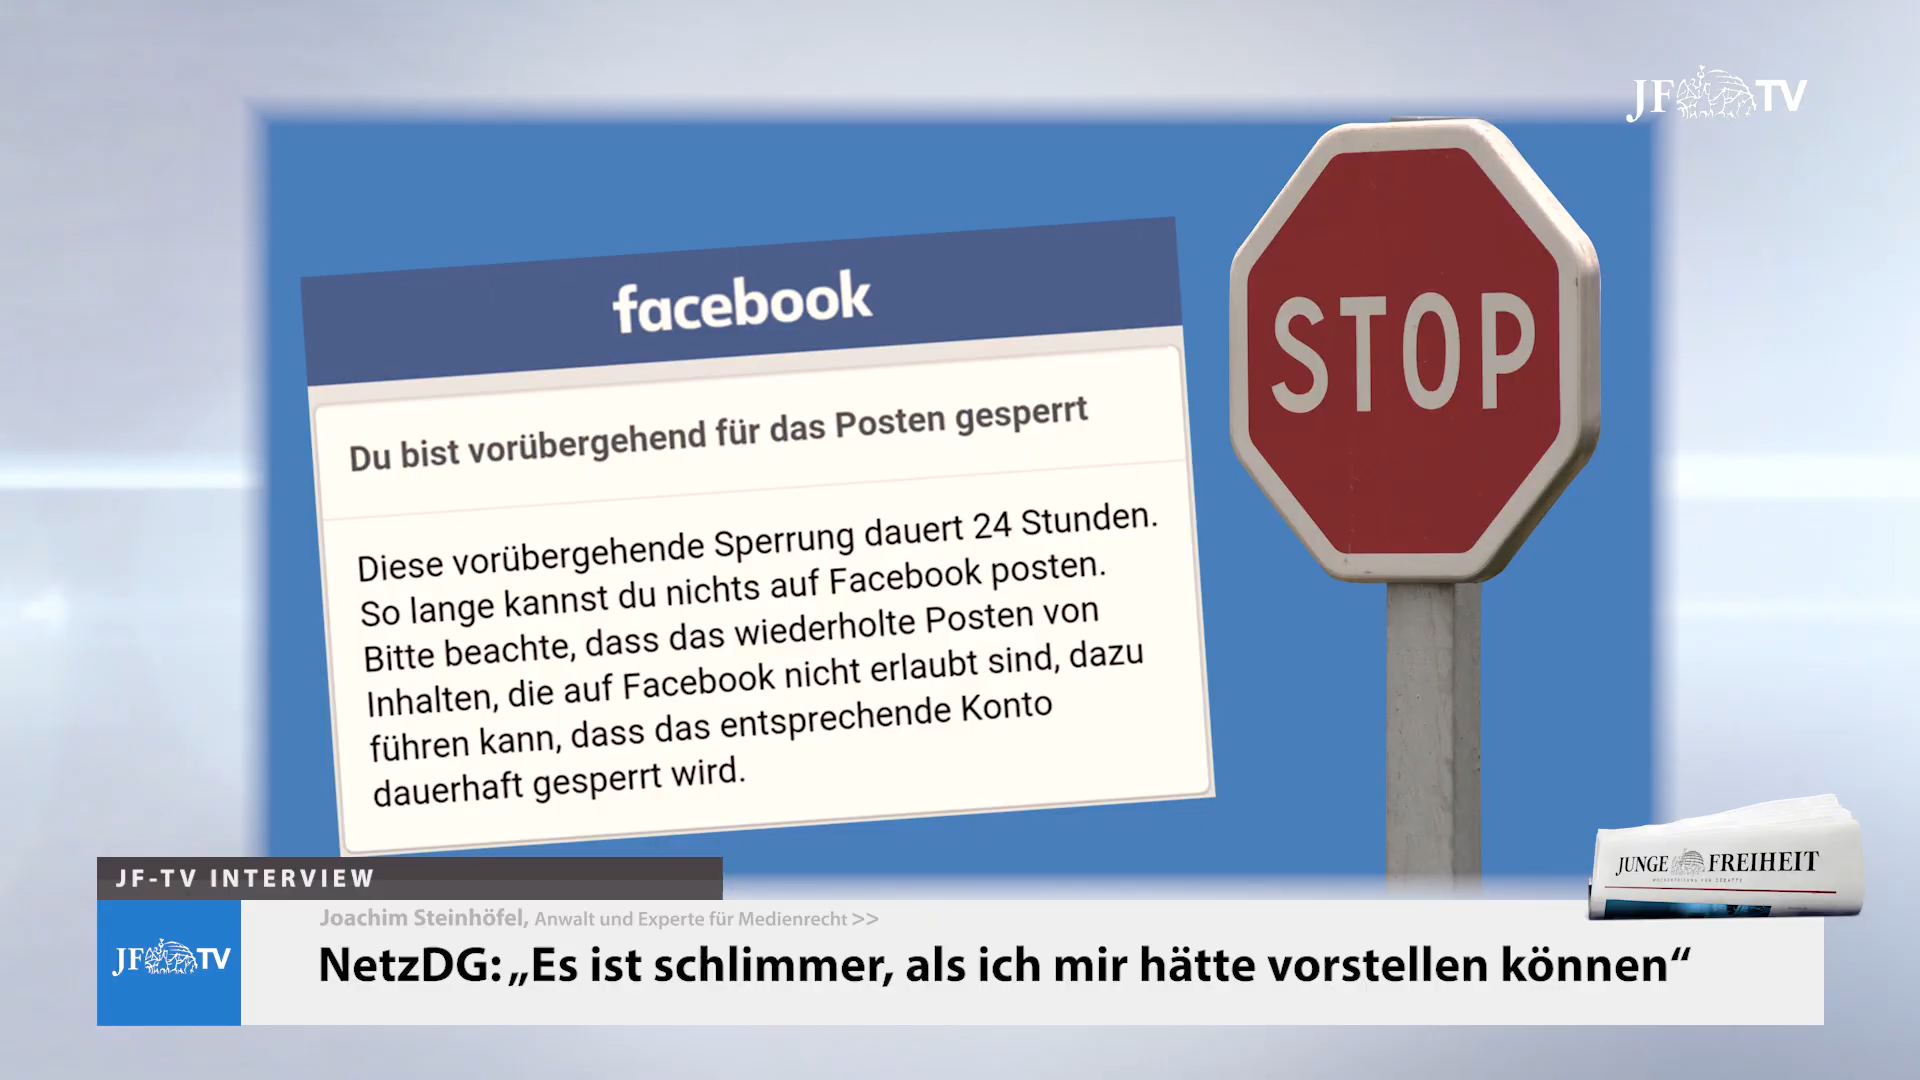 JF TV
facebook
STOP
Du bist vorübergehend für das Posten gesperrt
Diese vorübergehende Sperrung dauert 24 Stunden.
So lange kannst du nichts auf Facebook posten.
Bitte beachte, dass das wiederholte Posten von
Inhalten, die auf Facebook nicht erlaubt sind, dazu
führen kann, dass das entsprechende Konto
dauerhaft gesperrt wird.
JUNGE FREIHEIT
JF-TV INTERVIEW
Joachim Steinhöfel, Anwalt und Experte für Medienrecht >>
JF TV
NetzDG: „Es ist schlimmer, als ich mir hätte vorstellen können“